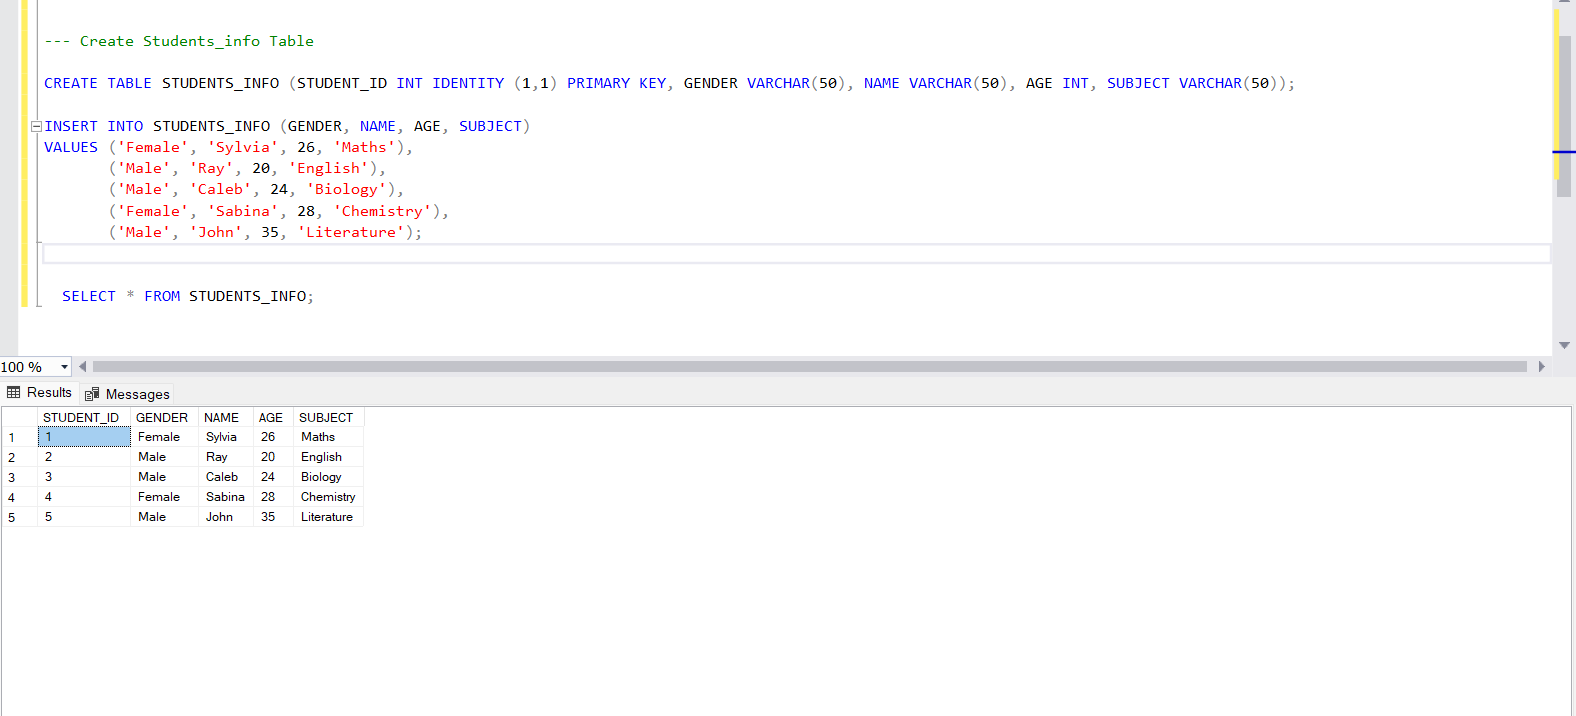 --- Create Students_info Table
CREATE TABLE STUDENTS_INFO (STUDENT_ID INT IDENTITY (1,1) PRIMARY KEY, GENDER VARCHAR(50), NAME VARCHAR(50), AGE INT, SUBJECT VARCHAR(50));
INSERT INTO STUDENTS_INFO (GENDER, NAME, AGE, SUBJECT)
VALUES ('Female', 'Sylvia', 26, 'Maths'),
('Male', 'Ray', 20, 'English'),
('Male', 'Caleb', 24, 'Biology'),
('Female', 'Sabina', 28, 'Chemistry'),
('Male', 'John', 35, 'Literature');
SELECT * FROM STUDENTS_INFO;
100 %
Results Messages
STUDENT_ID GENDER NAME AGE SUBJECT
1 1 Female Sylvia 26 Maths
2 2 Male Ray 20 English
3 3 Male Caleb 24 Biology
4 4 Female Sabina 28 Chemistry
5 5 Male John 35 Literature